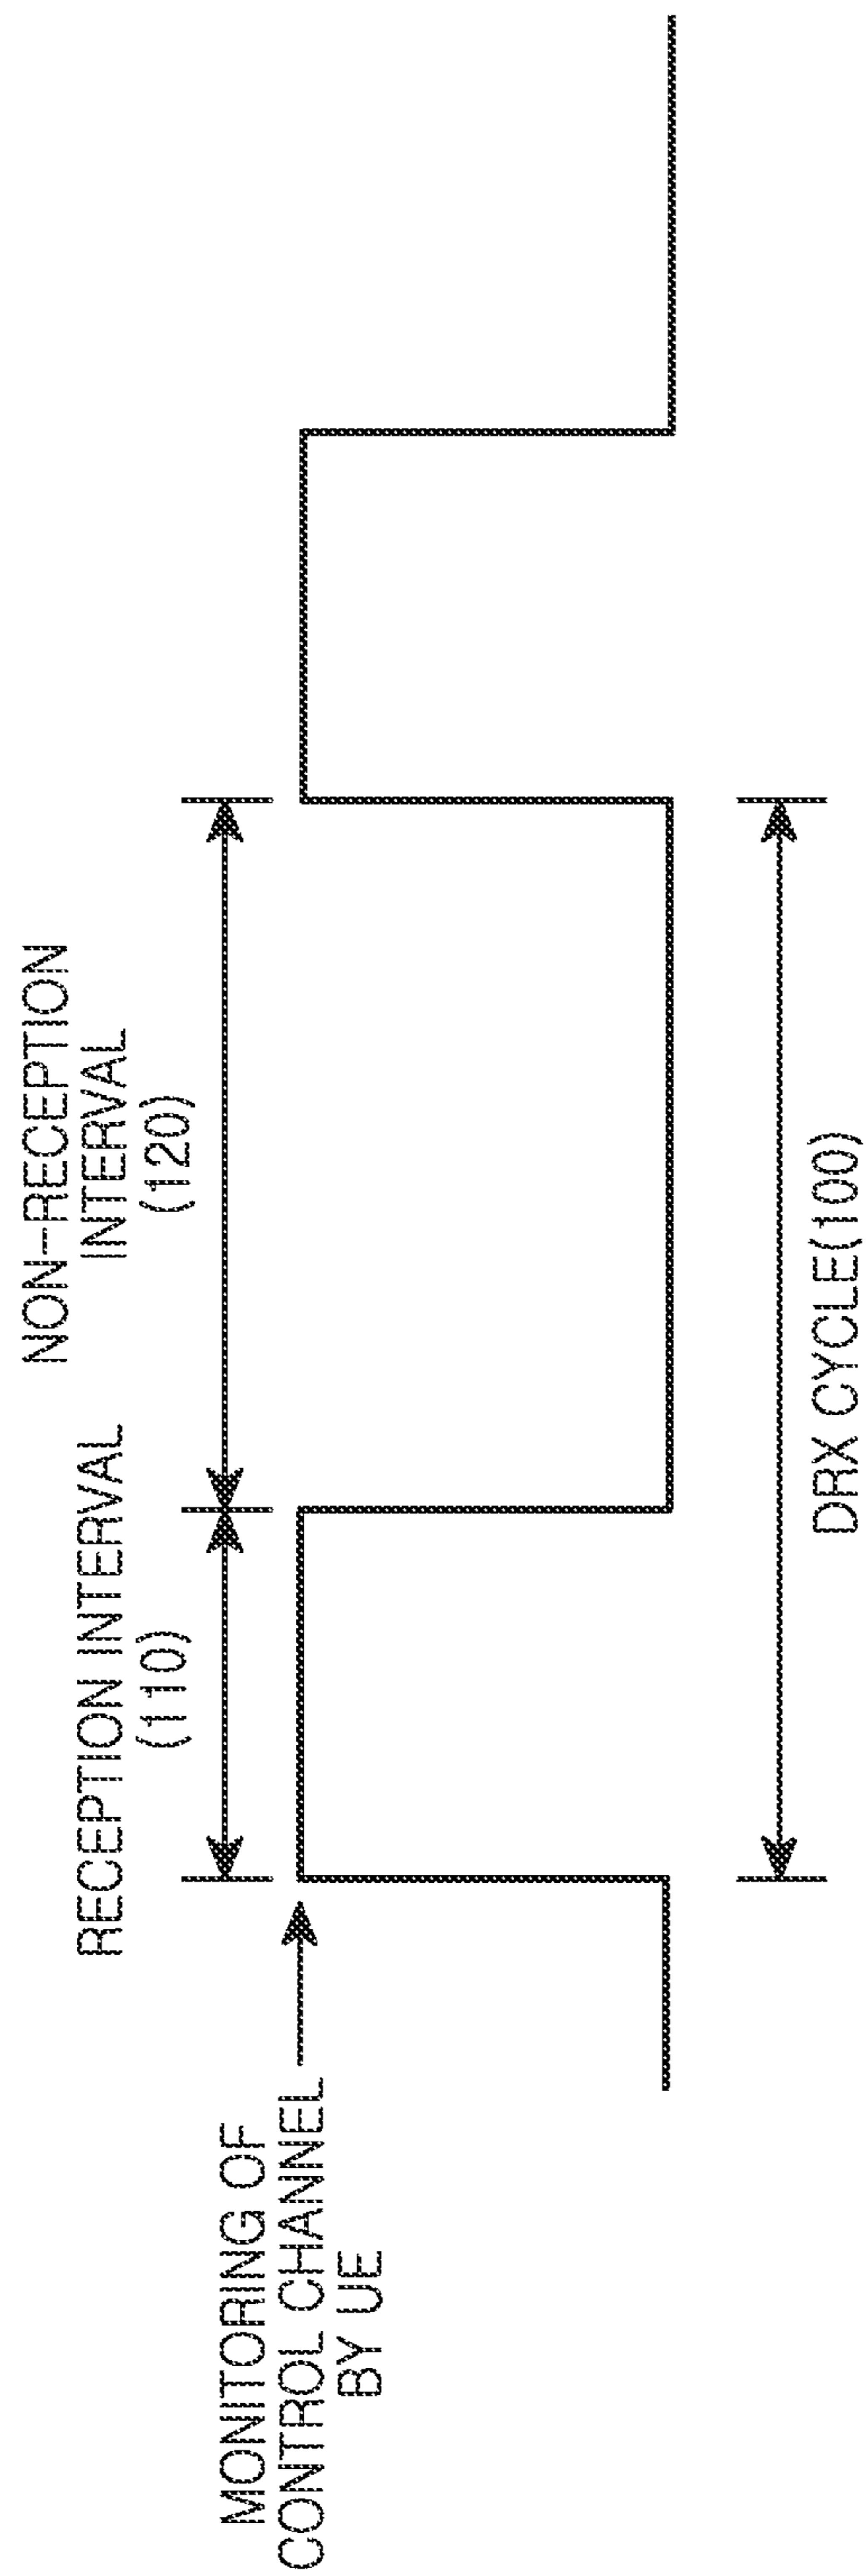 NON-RECEPTION
INTERVAL
(120)
RECEPTION INTERVAL
(110)
MONITORING OF
CONTROL CHANNEL
BY UE
DRX CYCLE(100)